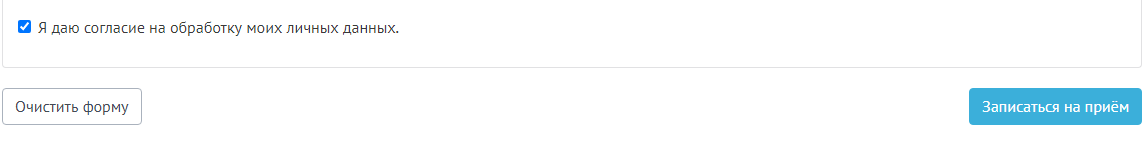 Я даю согласие на обработку моих личных данных.
Очистить форму
Записаться на приём